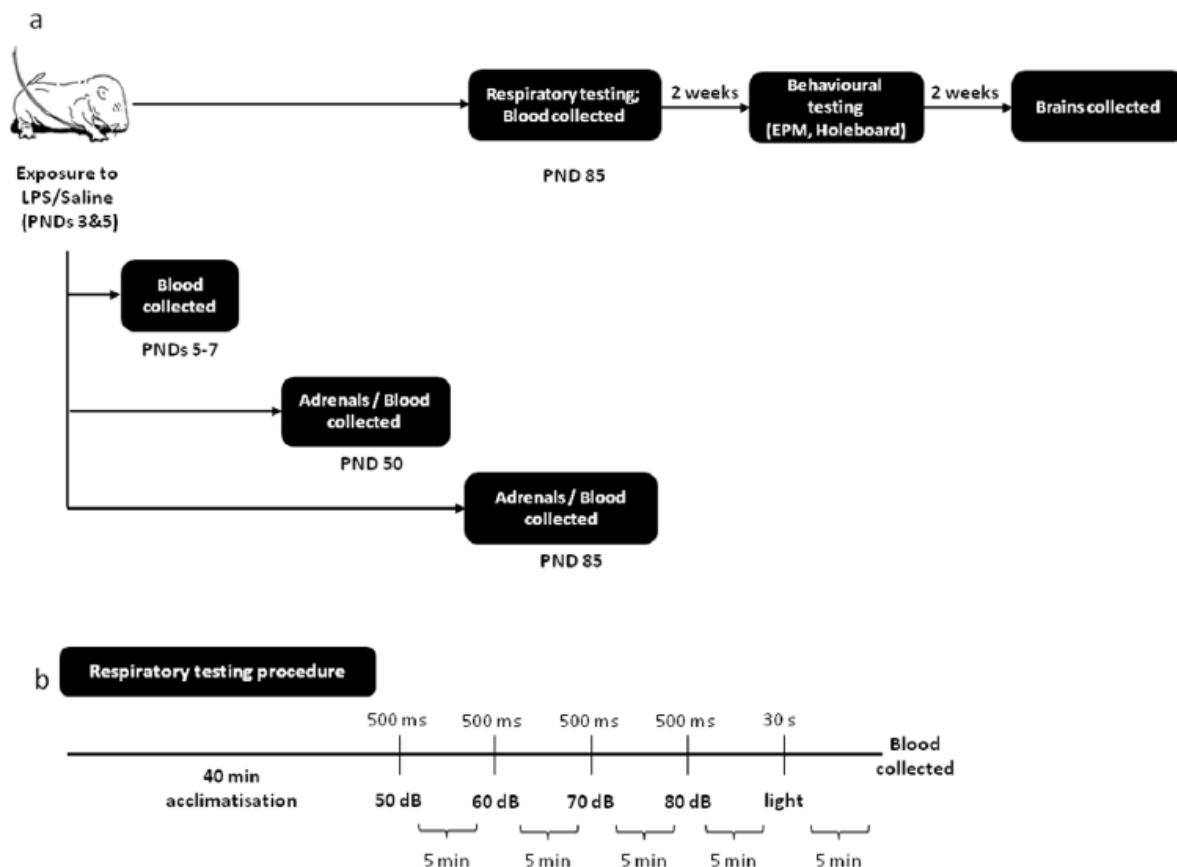 a
Respiratory testing;
Blood collected
2 weeks
Behavioural
testing
(EPM, Holeboard)
2 weeks
Brains collected
PND 85
Exposure to
LPS/Saline
(PNDs 3&5)
Blood
collected
PNDs 5-7
Adrenals / Blood
collected
PND 50
Adrenals / Blood
collected
PND 85
b
Respiratory testing procedure
500 ms 500 ms 500 ms 500 ms 30 s
Blood
collected
40 min
acclimatisation
50 dB 60 dB 70 dB 80 dB light
5 min 5 min 5 min 5 min 5 min